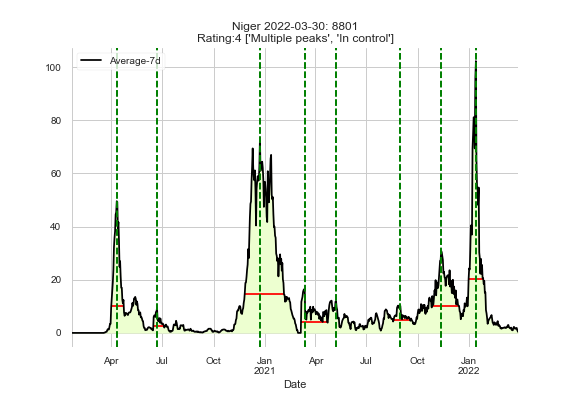 Niger 2022-03-30: 8801
Rating:4 ['Multiple peaks', 'In control']
Average-7d
100
80
60
40
20
0
Apr Jul Oct Jan Apr Jul Oct Jan
2021 2022
Date